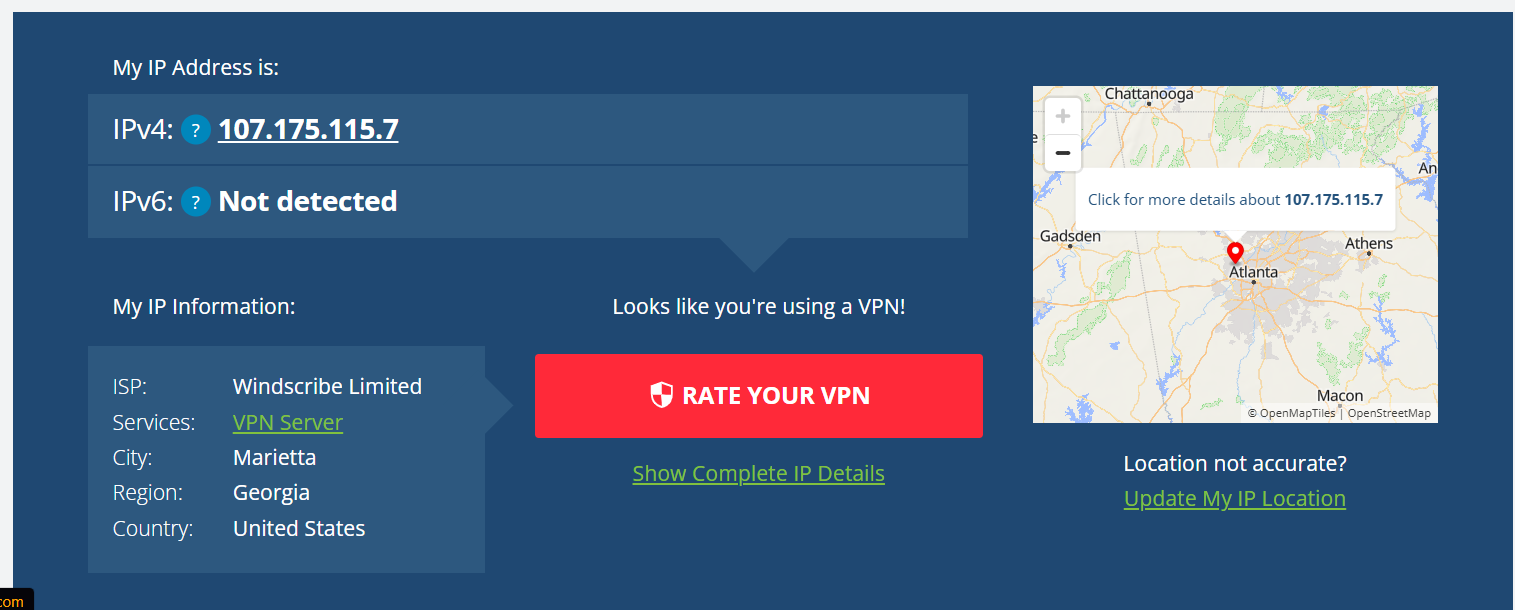 My IP Address is:
IPv4: ? 107.175.115.7
IPv6: ? Not detected
My IP Information:
ISP: Windscribe Limited
Services: VPN Server
City: Marietta
Region: Georgia
Country: United States
Looks like you're using a VPN!
RATE YOUR VPN
Show Complete IP Details
Chattanooga
+
−
e
An
Click for more details about 107.175.115.7
Gadsden
Athens
Atlanta
Macon
© OpenMapTiles | OpenStreetMap
Location not accurate?
Update My IP Location
com